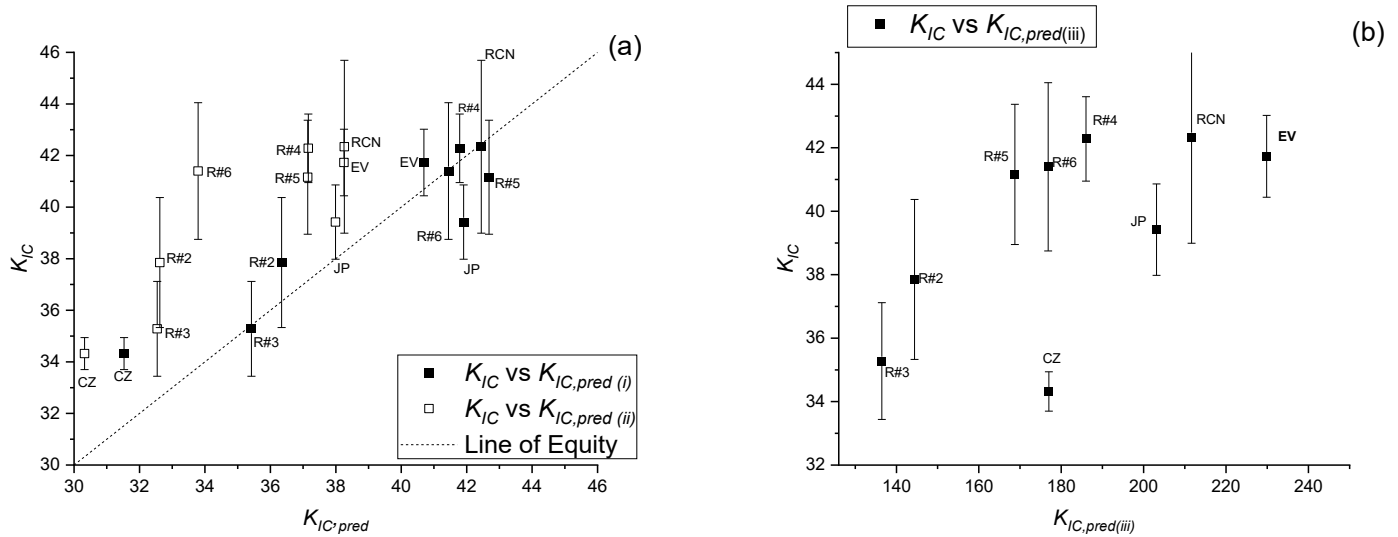 (a)
46
44
42
40
38
36
34
32
30
K_IC
RCN
R#4
R#4
RCN
EV
EV
R#6
R#5
R#5
R#6
R#2
R#2
JP
JP
R#3
R#3
CZ
CZ
K_IC vs K_IC,pred (i)
K_IC vs K_IC,pred (ii)
Line of Equity
30 32 34 36 38 40 42 44 46
K_IC,pred
K_IC vs K_IC,pred(iii)
(b)
44
42
40
38
36
34
32
K_IC
R#4
RCN
EV
R#5
R#6
JP
R#2
R#3
CZ
140 160 180 200 220 240
K_IC,pred(iii)